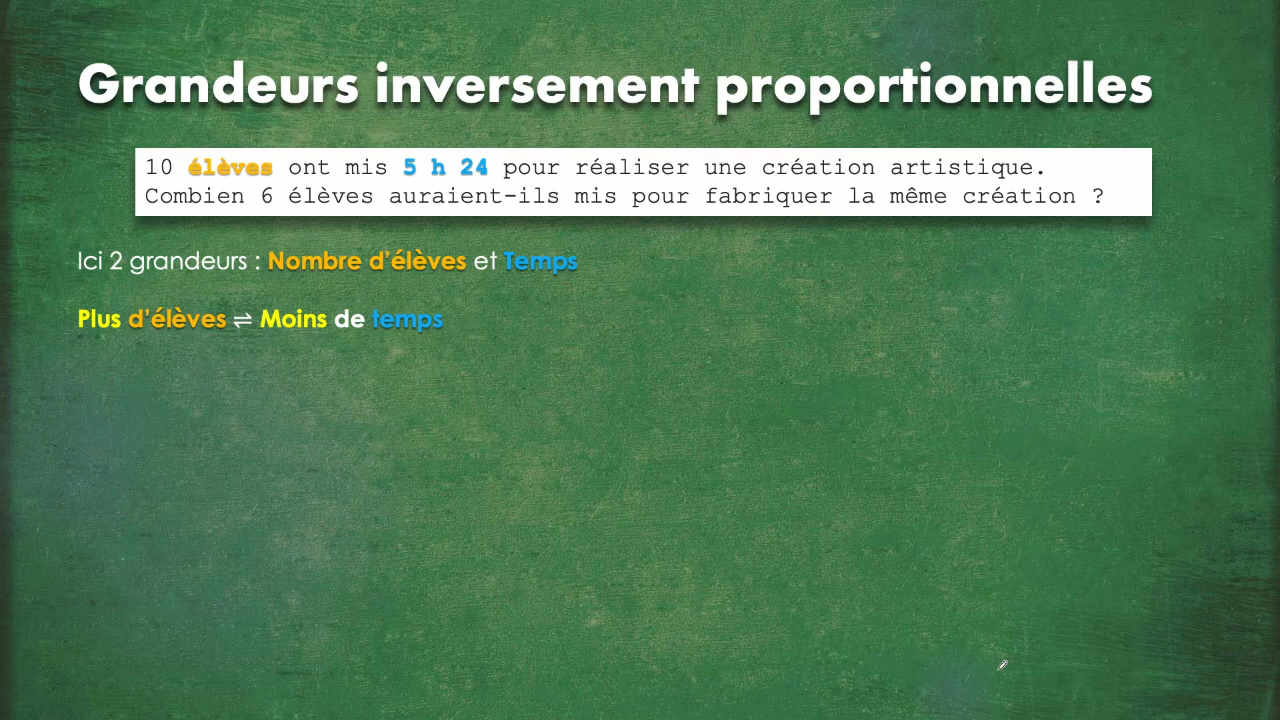 Grandeurs inversement proportionnelles
10 élèves ont mis 5 h 24 pour réaliser une création artistique.
Combien 6 élèves auraient-ils mis pour fabriquer la même création ?
Ici 2 grandeurs : Nombre d’élèves et Temps
Plus d’élèves ⇌ Moins de temps